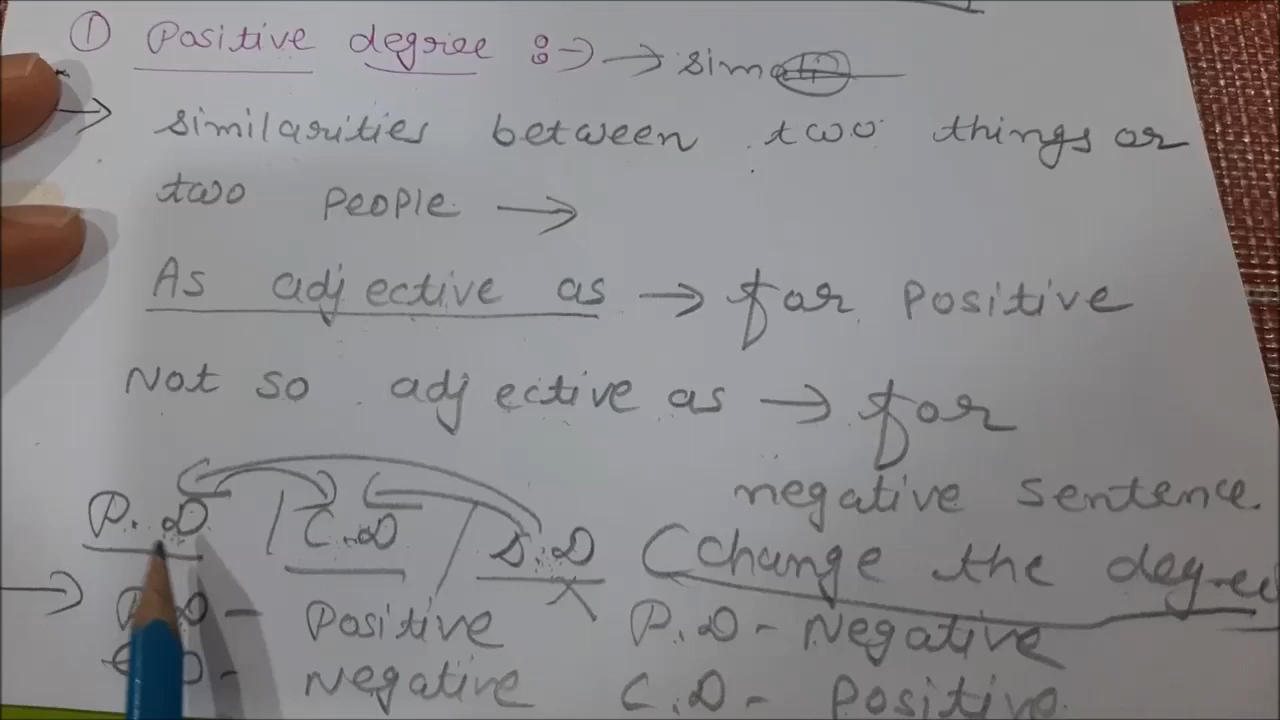 ① Positive degree :-) → sim
→ similarities between two things or
two people →
As adjective as → for positive
Not so adjective as → for
negative sentence.
P.D / C.D / S.D (change the degree
→ P.D - Positive P.D - Negative
D - Negative C.D - Positive.